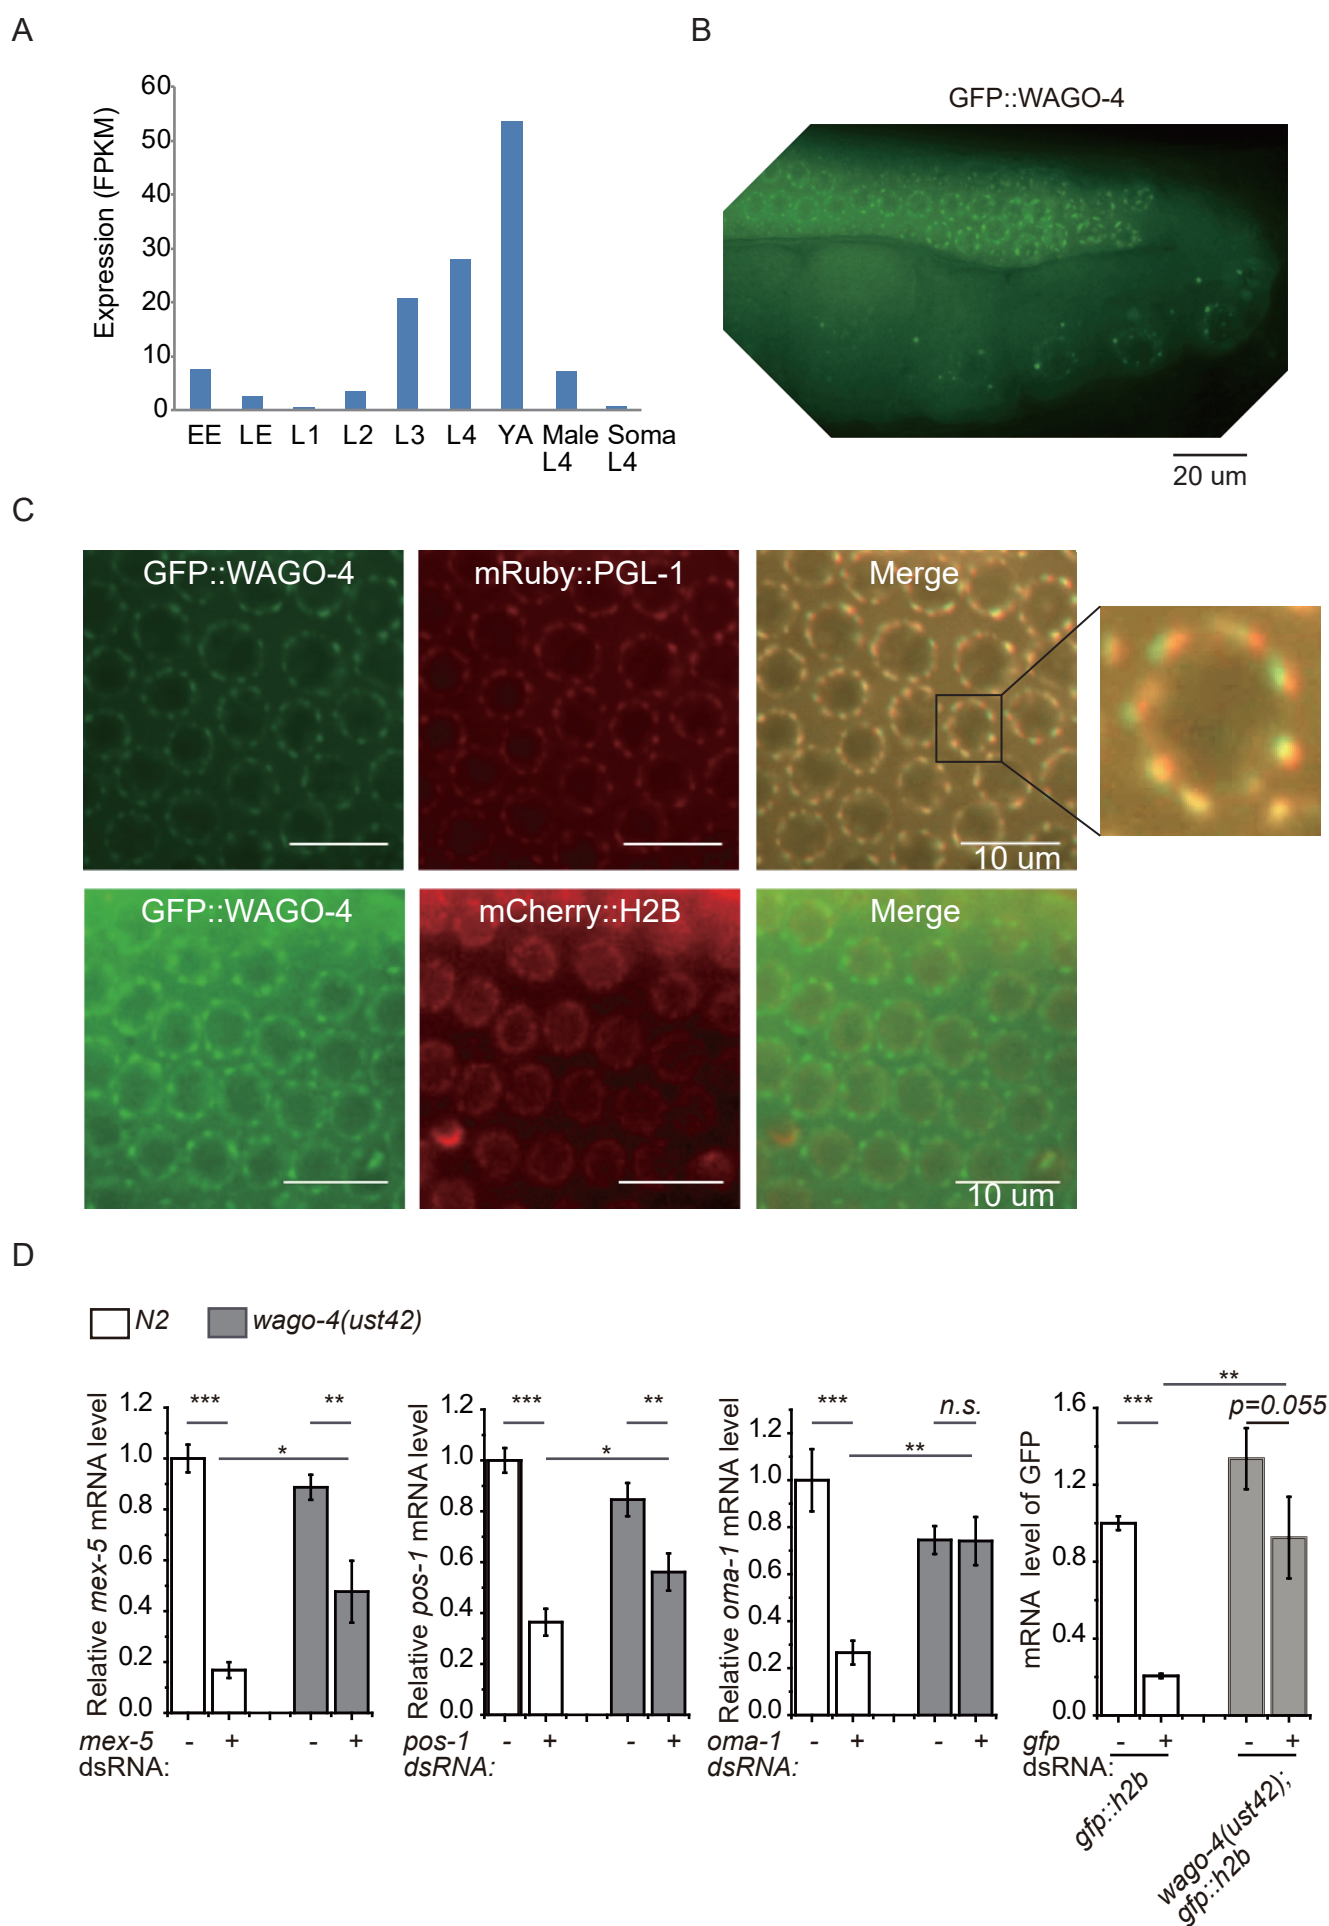 A
B
60
50
40
30
20
10
0
Expression (FPKM)
EE LE L1 L2 L3 L4 YA Male Soma
L4 L4
GFP::WAGO-4
20 um
C
GFP::WAGO-4 mRuby::PGL-1 Merge
10 um
GFP::WAGO-4 mCherry::H2B Merge
10 um
D
N2 wago-4(ust42)
Relative mex-5 mRNA level
1.2
1.0
0.8
0.6
0.4
0.2
0.0
*** **
*
mex-5 - + - +
dsRNA:
Relative pos-1 mRNA level
1.2
1.0
0.8
0.6
0.4
0.2
0.0
*** **
*
pos-1 - + - +
dsRNA:
Relative oma-1 mRNA level
1.2
1.0
0.8
0.6
0.4
0.2
0.0
*** n.s.
**
oma-1 - + - +
dsRNA:
mRNA level of GFP
1.6
1.2
0.8
0.4
0.0
**
*** p=0.055
gfp - + - +
dsRNA:
gfp::h2b
wago-4(ust42);
gfp::h2b